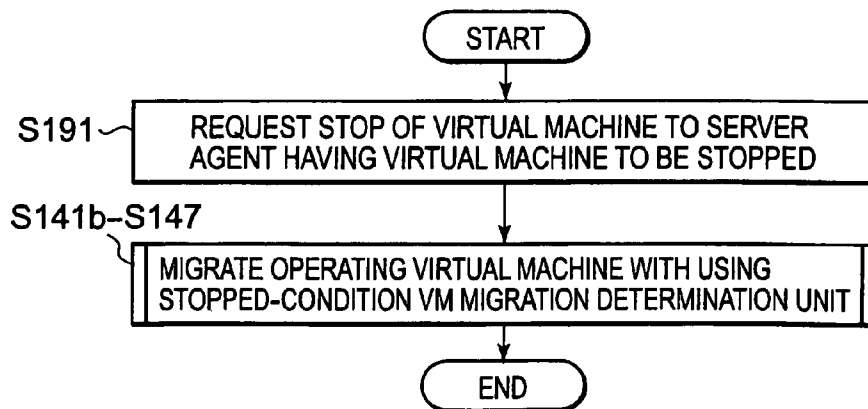 START
S191
REQUEST STOP OF VIRTUAL MACHINE TO SERVER
AGENT HAVING VIRTUAL MACHINE TO BE STOPPED
S141b-S147
MIGRATE OPERATING VIRTUAL MACHINE WITH USING
STOPPED-CONDITION VM MIGRATION DETERMINATION UNIT
END